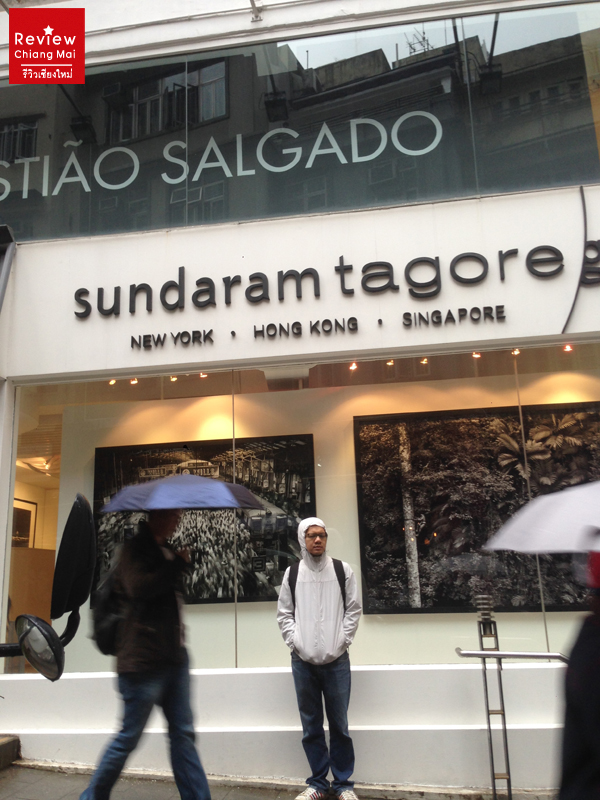 Review
Chiang Mai
รีวิวเชียงใหม่
STIÃO SALGADO
sundaram tagore g
NEW YORK • HONG KONG • SINGAPORE